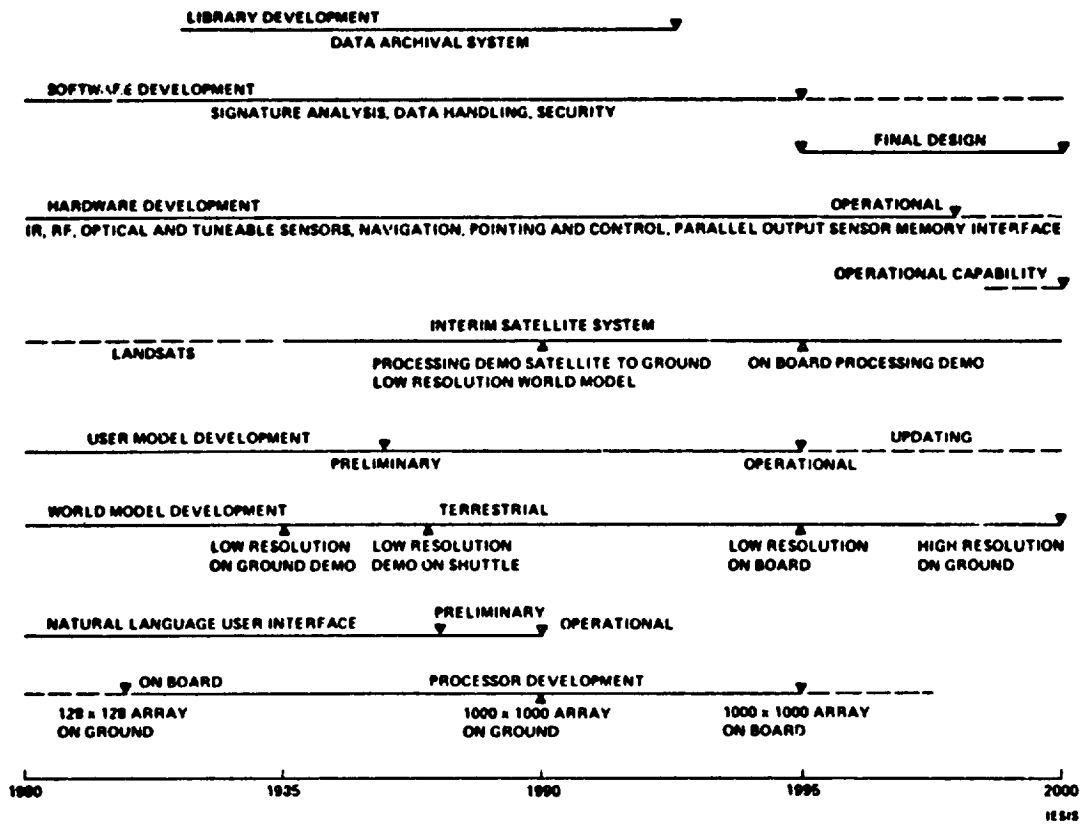 LIBRARY DEVELOPMENT
DATA ARCHIVAL SYSTEM
DEVELOPMENT
SIGNATURE ANALYSIS, DATA HANDLING, SECURITY
FINAL DESIGN
HARDWARE DEVELOPMENT OPERATIONAL
IR, RF, OPTICAL AND TUNEABLE SENSORS, NAVIGATION, POINTING AND CONTROL, PARALLEL OUTPUT SENSOR MEMORY INTERFACE
OPERATIONAL CAPABILITY
INTERIM SATELLITE SYSTEM
LANDSATS
PROCESSING DEMO SATELLITE TO GROUND
LOW RESOLUTION WORLD MODEL
ON BOARD PROCESSING DEMO
USER MODEL DEVELOPMENT UPDATING
PRELIMINARY OPERATIONAL
WORLD MODEL DEVELOPMENT TERRESTRIAL
LOW RESOLUTION
ON GROUND DEMO
LOW RESOLUTION
DEMO ON SHUTTLE
LOW RESOLUTION
ON BOARD
HIGH RESOLUTION
ON GROUND
PRELIMINARY
NATURAL LANGUAGE USER INTERFACE OPERATIONAL
ON BOARD PROCESSOR DEVELOPMENT
128 x 128 ARRAY
ON GROUND
1000 x 1000 ARRAY
ON GROUND
1000 x 1000 ARRAY
ON BOARD
1980 1985 1990 1995 2000